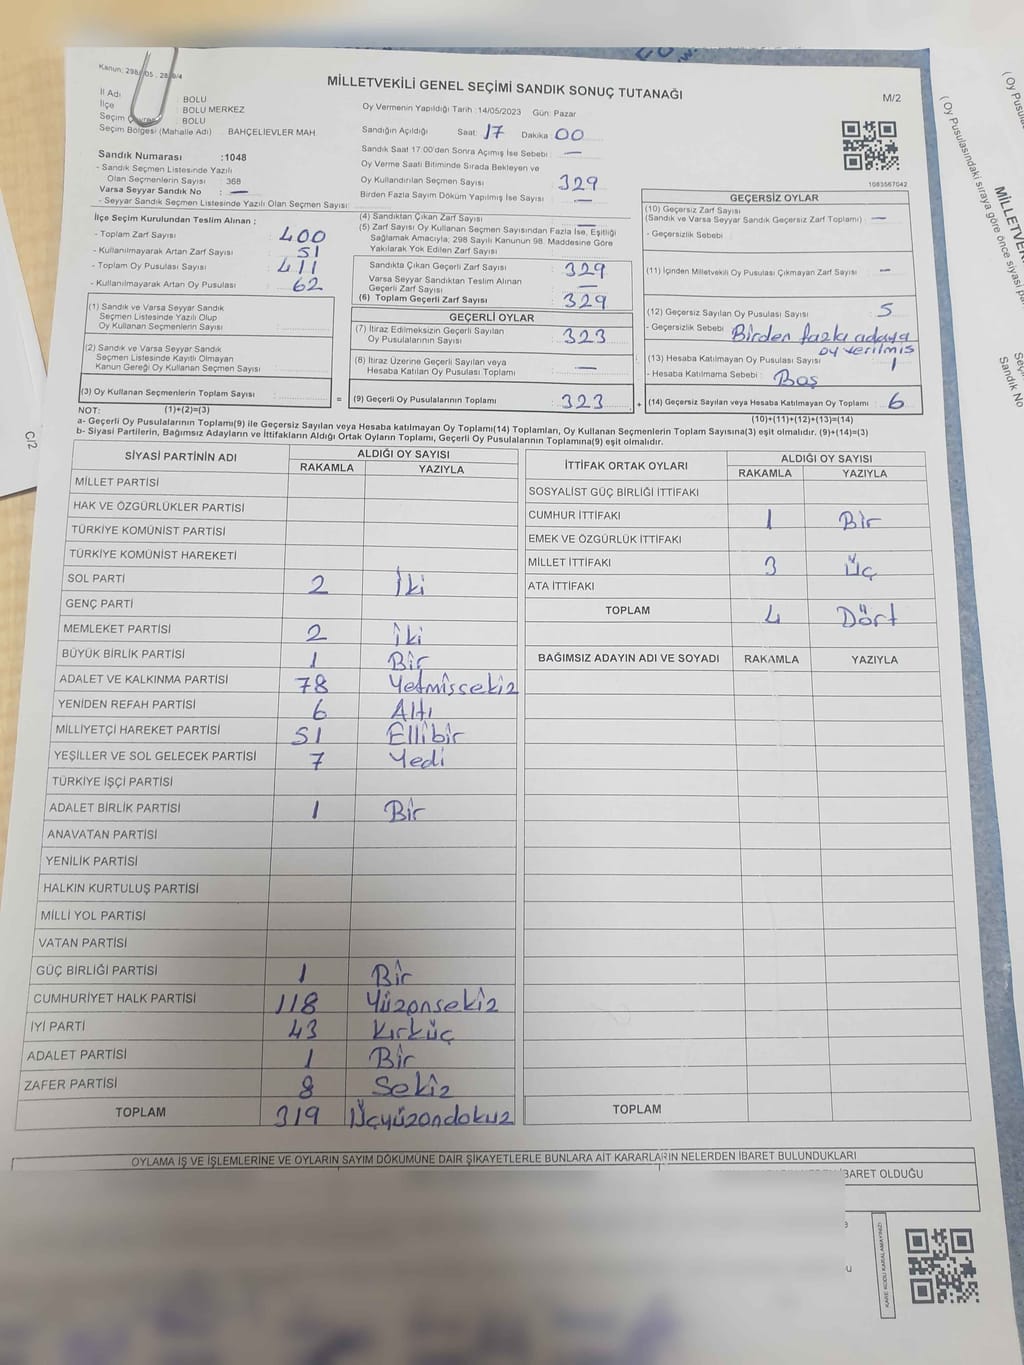 MİLLETVEKİLİ GENEL SEÇİMİ SANDIK SONUÇ TUTANAĞI
M/2
İl Adı : BOLU
İlçe : BOLU MERKEZ
Seçim : BOLU
Seçim Bölgesi (Mahalle Adı) BAHÇELİEVLER MAH.
Sandık Numarası :1048
- Sandık Seçmen Listesinde Yazılı
Olan Seçmenlerin Sayısı : 368
Varsa Seyyar Sandık No : —
- Seyyar Sandık Seçmen Listesinde Yazılı Olan Seçmen Sayısı:
Oy Vermenin Yapıldığı Tarih :14/05/2023 Gün: Pazar
Sandığın Açıldığı Saat: 17 Dakika 00
Sandık Saat 17:00'den Sonra Açımış İse Sebebi : —
Oy Verme Saati Bitiminde Sırada Bekleyen ve
Oy Kullandırılan Seçmen Sayısı 329
Birden Fazla Sayım Döküm Yapılmış İse Sayısı : —
1083567042
İlçe Seçim Kurulundan Teslim Alınan :
- Toplam Zarf Sayısı 400
- Kullanılmayarak Artan Zarf Sayısı 51
- Toplam Oy Pusulası Sayısı 411
- Kullanılmayarak Artan Oy Pusulası 62
(1) Sandık ve Varsa Seyyar Sandık
Seçmen Listesinde Yazılı Olup
Oy Kullanan Seçmenlerin Sayısı :
(2) Sandık ve Varsa Seyyar Sandık
Seçmen Listesinde Kayıtlı Olmayan
Kanun Gereği Oy Kullanan Seçmen Sayısı :
(3) Oy Kullanan Seçmenlerin Toplam Sayısı :
(1)+(2)=(3)
(4) Sandıktan Çıkan Zarf Sayısı
(5) Zarf Sayısı Oy Kullanan Seçmen Sayısından Fazla İse, Eşitliği
Sağlamak Amacıyla; 298 Sayılı Kanunun 98. Maddesine Göre
Yakılarak Yok Edilen Zarf Sayısı
Sandıkta Çıkan Geçerli Zarf Sayısı 329
Varsa Seyyar Sandıktan Teslim Alınan
Geçerli Zarf Sayısı —
(6) Toplam Geçerli Zarf Sayısı 329
GEÇERLİ OYLAR
(7) İtiraz Edilmeksizin Geçerli Sayılan
Oy Pusulalarının Sayısı : 323
(8) İtiraz Üzerine Geçerli Sayılan veya
Hesaba Katılan Oy Pusulası Toplamı : —
= (9) Geçerli Oy Pusulalarının Toplamı : 323 +
GEÇERSİZ OYLAR
(10) Geçersiz Zarf Sayısı
(Sandık ve Varsa Seyyar Sandık Geçersiz Zarf Toplamı) : —
- Geçersizlik Sebebi :
(11) İçinden Milletvekili Oy Pusulası Çıkmayan Zarf Sayısı : —
(12) Geçersiz Sayılan Oy Pusulası Sayısı : 5
- Geçersizlik Sebebi : Birden fazla adaya
oy verilmiş
(13) Hesaba Katılmayan Oy Pusulası Sayısı : 1
- Hesaba Katılmama Sebebi : Boş
(14) Geçersiz Sayılan veya Hesaba Katılmayan Oy Toplamı : 6
(10)+(11)+(12)+(13)=(14)
NOT:
a- Geçerli Oy Pusulalarının Toplamı(9) ile Geçersiz Sayılan veya Hesaba katılmayan Oy Toplamı(14) Toplamları, Oy Kullanan Seçmenlerin Toplam Sayısına(3) eşit olmalıdır. (9)+(14)=(3)
b- Siyasi Partilerin, Bağımsız Adayların ve İttifakların Aldığı Ortak Oyların Toplamı, Geçerli Oy Pusulalarının Toplamına(9) eşit olmalıdır.
SİYASİ PARTİNİN ADI ALDIĞI OY SAYISI
RAKAMLA YAZIYLA
MİLLET PARTİSİ
HAK VE ÖZGÜRLÜKLER PARTİSİ
TÜRKİYE KOMÜNİST PARTİSİ
TÜRKİYE KOMÜNİST HAREKETİ
SOL PARTİ 2 İki
GENÇ PARTİ
MEMLEKET PARTİSİ 2 İki
BÜYÜK BİRLİK PARTİSİ 1 Bir
ADALET VE KALKINMA PARTİSİ 78 Yetmişsekiz
YENİDEN REFAH PARTİSİ 6 Altı
MİLLİYETÇİ HAREKET PARTİSİ 51 Ellibir
YEŞİLLER VE SOL GELECEK PARTİSİ 7 Yedi
TÜRKİYE İŞÇİ PARTİSİ
ADALET BİRLİK PARTİSİ 1 Bir
ANAVATAN PARTİSİ
YENİLİK PARTİSİ
HALKIN KURTULUŞ PARTİSİ
MİLLİ YOL PARTİSİ
VATAN PARTİSİ
GÜÇ BİRLİĞİ PARTİSİ 1 Bir
CUMHURİYET HALK PARTİSİ 118 Yüzonsekiz
İYİ PARTİ 43 Kırküç
ADALET PARTİSİ 1 Bir
ZAFER PARTİSİ 8 Sekiz
TOPLAM 319 Üçyüzondokuz
İTTİFAK ORTAK OYLARI ALDIĞI OY SAYISI
RAKAMLA YAZIYLA
SOSYALİST GÜÇ BİRLİĞİ İTTİFAKI
CUMHUR İTTİFAKI 1 Bir
EMEK VE ÖZGÜRLÜK İTTİFAKI
MİLLET İTTİFAKI 3 Üç
ATA İTTİFAKI
TOPLAM 4 Dört
BAĞIMSIZ ADAYIN ADI VE SOYADI RAKAMLA YAZIYLA
TOPLAM
OYLAMA İŞ VE İŞLEMLERİNE VE OYLARIN SAYIM DÖKÜMÜNE DAİR ŞİKAYETLERLE BUNLARA AİT KARARLARIN NELERDEN İBARET BULUNDUKLARI
İBARET OLDUĞU
KARE KODU KARALAMAYINIZ!
C/2
Sandık No